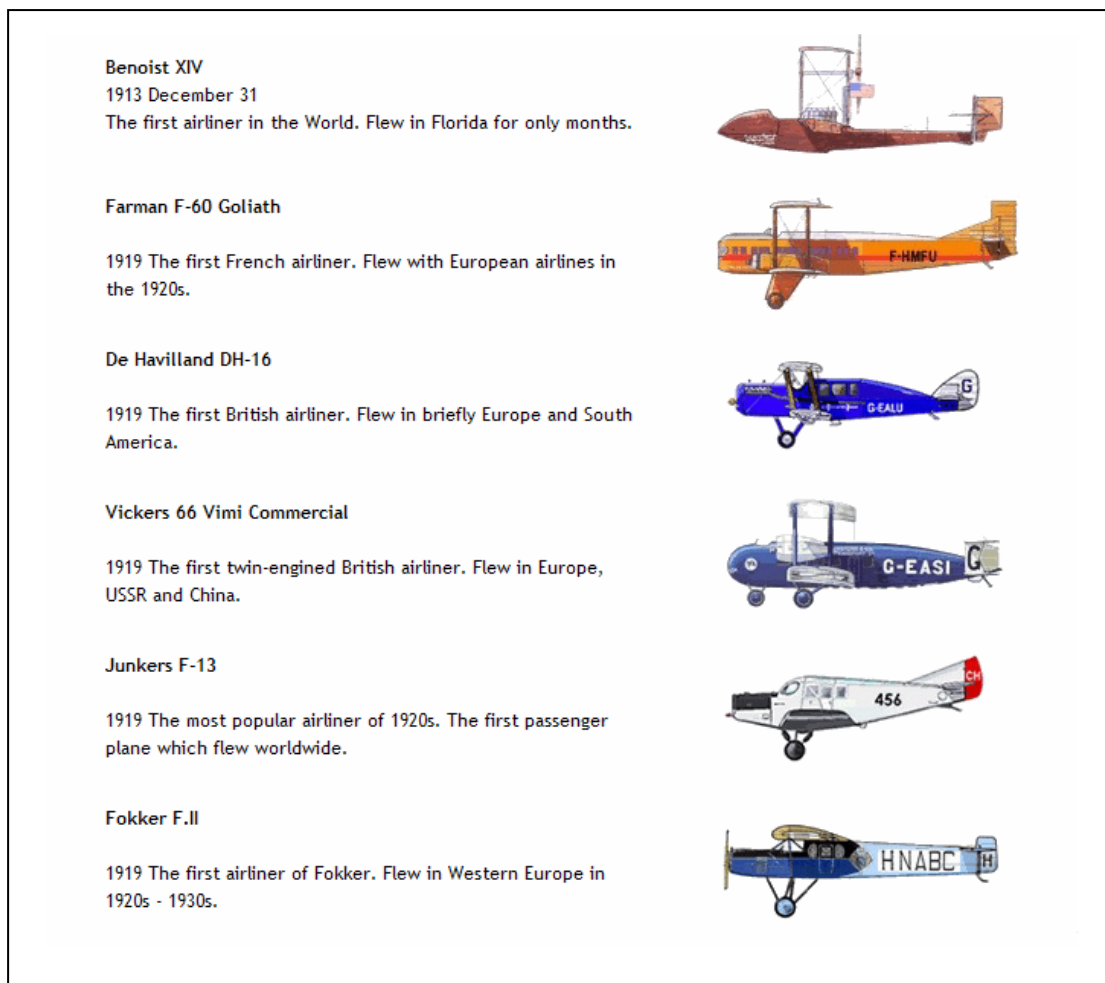 Benoist XIV
1913 December 31
The first airliner in the World. Flew in Florida for only months.
Farman F-60 Goliath
1919 The first French airliner. Flew with European airlines in
the 1920s.
F-HMFU
De Havilland DH-16
1919 The first British airliner. Flew in briefly Europe and South
America.
G
G-EALU
Vickers 66 Vimi Commercial
1919 The first twin-engined British airliner. Flew in Europe,
USSR and China.
G-EASI
G
Junkers F-13
1919 The most popular airliner of 1920s. The first passenger
plane which flew worldwide.
CH
456
Fokker F.II
1919 The first airliner of Fokker. Flew in Western Europe in
1920s - 1930s.
HNABC
H